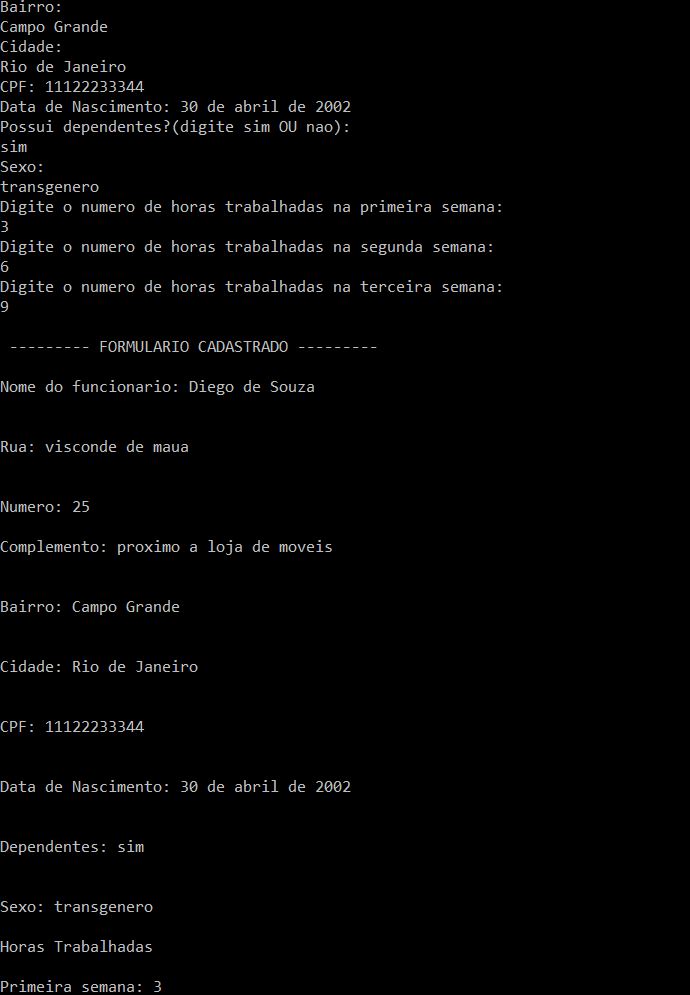 Bairro:
Campo Grande
Cidade:
Rio de Janeiro
CPF: 11122233344
Data de Nascimento: 30 de abril de 2002
Possui dependentes?(digite sim OU nao):
sim
Sexo:
transgenero
Digite o numero de horas trabalhadas na primeira semana:
3
Digite o numero de horas trabalhadas na segunda semana:
6
Digite o numero de horas trabalhadas na terceira semana:
9
--------- FORMULARIO CADASTRADO ---------
Nome do funcionario: Diego de Souza
Rua: visconde de maua
Numero: 25
Complemento: proximo a loja de moveis
Bairro: Campo Grande
Cidade: Rio de Janeiro
CPF: 11122233344
Data de Nascimento: 30 de abril de 2002
Dependentes: sim
Sexo: transgenero
Horas Trabalhadas
Primeira semana: 3